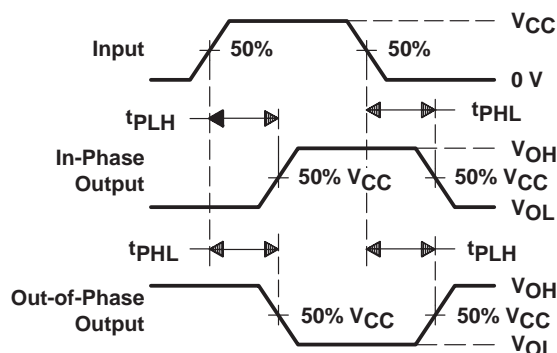 VCC
Input
50%
50%
0 V
tPLH
tPHL
In-Phase
Output
VOH
50% VCC
50% VCC
VOL
tPHL
tPLH
Out-of-Phase
Output
VOH
50% VCC
50% VCC
VOL